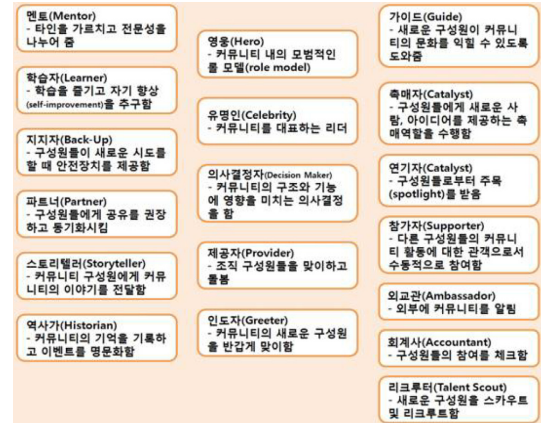 멘토(Mentor)
- 타인을 가르치고 전문성을
나누어 줌
학습자(Learner)
- 학습을 즐기고 자기 향상
(self-improvement)을 추구함
지지자(Back-Up)
- 구성원들이 새로운 시도를
할 때 안전장치를 제공함
파트너(Partner)
- 구성원들에게 공유를 권장
하고 동기화시킴
스토리텔러(Storyteller)
- 커뮤니티 구성원에게 커뮤
니티의 이야기를 전달함
역사가(Historian)
- 커뮤니티의 기억을 기록하
고 이벤트를 명문화함
영웅(Hero)
- 커뮤니티 내의 모범적인
롤 모델(role model)
유명인(Celebrity)
- 커뮤니티를 대표하는 리더
의사결정자(Decision Maker)
- 커뮤니티의 구조와 기능
에 영향을 미치는 의사결정
을 함
제공자(Provider)
- 조직 구성원들을 맞이하고
돌봄
인도자(Greeter)
- 커뮤니티의 새로운 구성원
을 반갑게 맞이함
가이드(Guide)
- 새로운 구성원이 커뮤니
티의 문화를 익힐 수 있도록
도와줌
촉매자(Catalyst)
- 구성원들에게 새로운 사
람, 아이디어를 제공하는 촉
매역할을 수행함
연기자(Catalyst)
- 구성원들로부터 주목
(spotlight)를 받음
참가자(Supporter)
- 다른 구성원들의 커뮤니
티 활동에 대한 관객으로서
수동적으로 참여함
외교관(Ambassador)
- 외부에 커뮤니티를 알림
회계사(Accountant)
- 구성원들의 참여를 체크함
리크루터(Talent Scout)
- 새로운 구성원을 스카우트
및 리크루트함